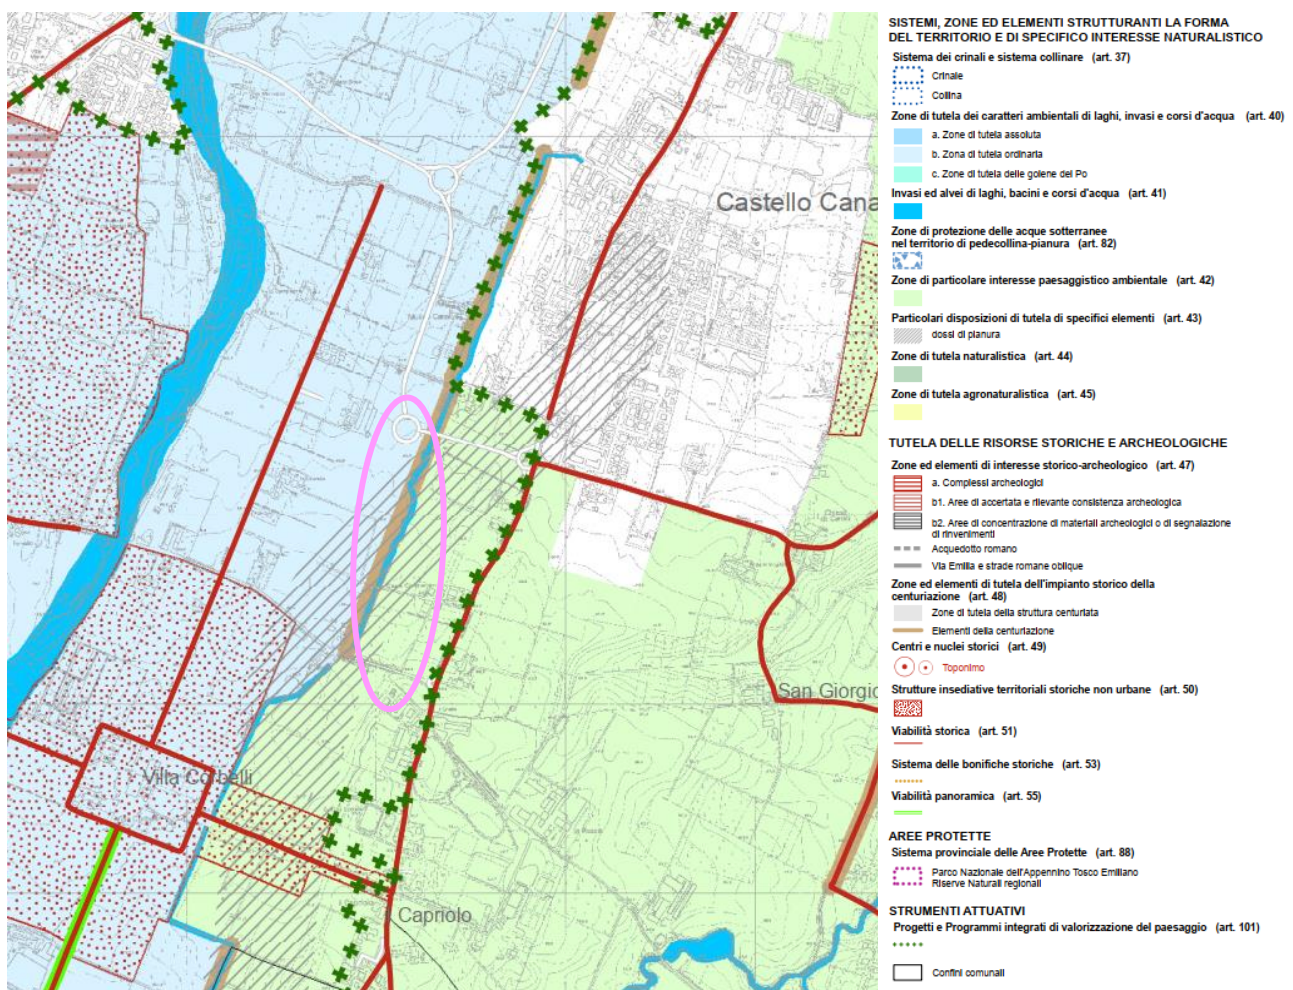 Castello Cana
San Giorgio
Villa Corbelli
Capriolo
SISTEMI, ZONE ED ELEMENTI STRUTTURANTI LA FORMA
DEL TERRITORIO E DI SPECIFICO INTERESSE NATURALISTICO
Sistema dei crinali e sistema collinare (art. 37)
Crinale
Collina
Zone di tutela dei caratteri ambientali di laghi, invasi e corsi d'acqua (art. 40)
a. Zone di tutela assoluta
b. Zona di tutela ordinaria
c. Zone di tutela delle golene del Po
Invasi ed alvei di laghi, bacini e corsi d'acqua (art. 41)
Zone di protezione delle acque sotterranee
nel territorio di pedecollina-pianura (art. 82)
Zone di particolare interesse paesaggistico ambientale (art. 42)
Particolari disposizioni di tutela di specifici elementi (art. 43)
dossi di pianura
Zone di tutela naturalistica (art. 44)
Zone di tutela agronaturalistica (art. 45)
TUTELA DELLE RISORSE STORICHE E ARCHEOLOGICHE
Zone ed elementi di interesse storico-archeologico (art. 47)
a. Complessi archeologici
b1. Aree di accertata e rilevante consistenza archeologica
b2. Aree di concentrazione di materiali archeologici o di segnalazione
di rinvenimenti
Acquedotto romano
Via Emilia e strade romane oblique
Zone ed elementi di tutela dell'impianto storico della
centuriazione (art. 48)
Zone di tutela della struttura centuriata
Elementi della centuriazione
Centri e nuclei storici (art. 49)
Toponimo
Strutture insediative territoriali storiche non urbane (art. 50)
Viabilità storica (art. 51)
Sistema delle bonifiche storiche (art. 53)
Viabilità panoramica (art. 55)
AREE PROTETTE
Sistema provinciale delle Aree Protette (art. 88)
Parco Nazionale dell'Appennino Tosco Emiliano
Riserve Naturali regionali
STRUMENTI ATTUATIVI
Progetti e Programmi integrati di valorizzazione del paesaggio (art. 101)
Confini comunali